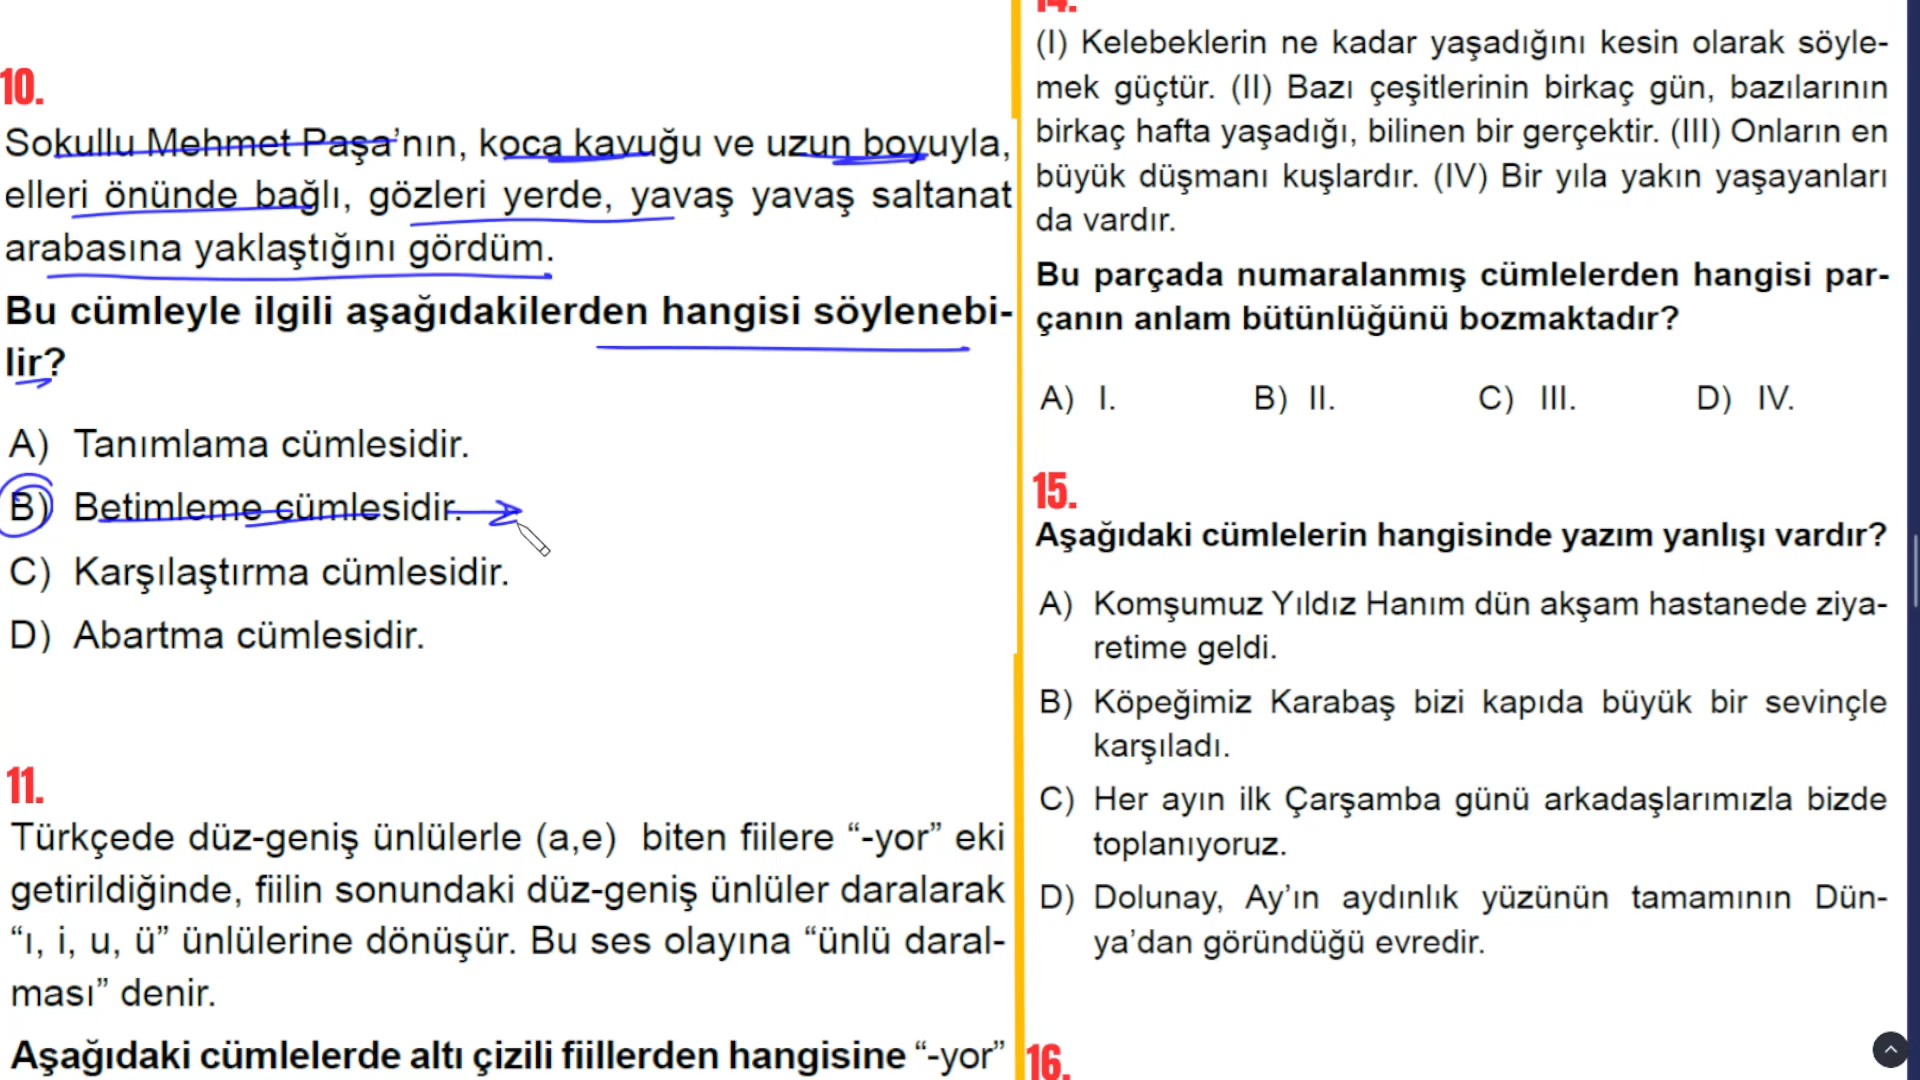 10.
Sokullu Mehmet Paşa’nın, koca kavuğu ve uzun boyuyla,
elleri önünde bağlı, gözleri yerde, yavaş yavaş saltanat
arabasına yaklaştığını gördüm.
Bu cümleyle ilgili aşağıdakilerden hangisi söylenebi-
lir?
A) Tanımlama cümlesidir.
B) Betimleme cümlesidir.
C) Karşılaştırma cümlesidir.
D) Abartma cümlesidir.
11.
Türkçede düz-geniş ünlülerle (a,e) biten fiilere “-yor” eki
getirildiğinde, fiilin sonundaki düz-geniş ünlüler daralarak
“ı, i, u, ü” ünlülerine dönüşür. Bu ses olayına “ünlü daral-
ması” denir.
Aşağıdaki cümlelerde altı çizili fiillerden hangisine “-yor”
14.
(I) Kelebeklerin ne kadar yaşadığını kesin olarak söyle-
mek güçtür. (II) Bazı çeşitlerinin birkaç gün, bazılarının
birkaç hafta yaşadığı, bilinen bir gerçektir. (III) Onların en
büyük düşmanı kuşlardır. (IV) Bir yıla yakın yaşayanları
da vardır.
Bu parçada numaralanmış cümlelerden hangisi par-
çanın anlam bütünlüğünü bozmaktadır?
A) I. B) II. C) III. D) IV.
15.
Aşağıdaki cümlelerin hangisinde yazım yanlışı vardır?
A) Komşumuz Yıldız Hanım dün akşam hastanede ziya-
retime geldi.
B) Köpeğimiz Karabaş bizi kapıda büyük bir sevinçle
karşıladı.
C) Her ayın ilk Çarşamba günü arkadaşlarımızla bizde
toplanıyoruz.
D) Dolunay, Ay’ın aydınlık yüzünün tamamının Dün-
ya’dan göründüğü evredir.
16.